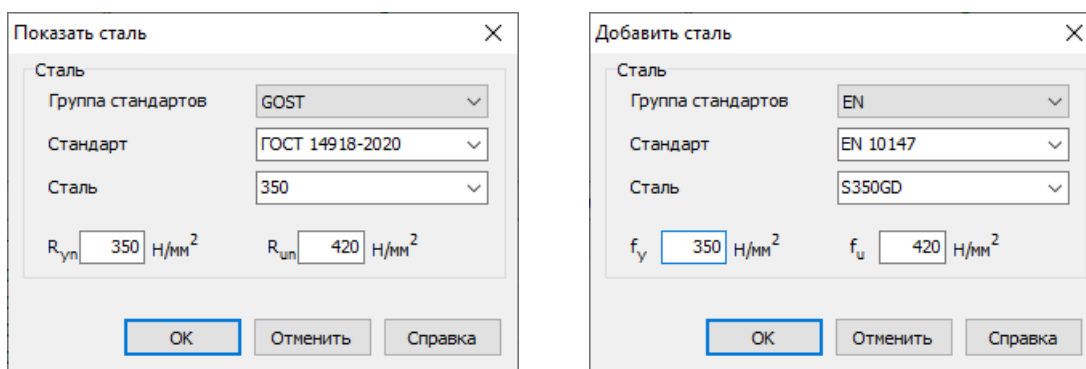 Показать сталь
Сталь
Группа стандартов GOST
Стандарт ГОСТ 14918-2020
Сталь 350
Ryn 350 Н/мм² Run 420 Н/мм²
ОК Отменить Справка
Добавить сталь
Сталь
Группа стандартов EN
Стандарт EN 10147
Сталь S350GD
fy 350 Н/мм² fu 420 Н/мм²
ОК Отменить Справка